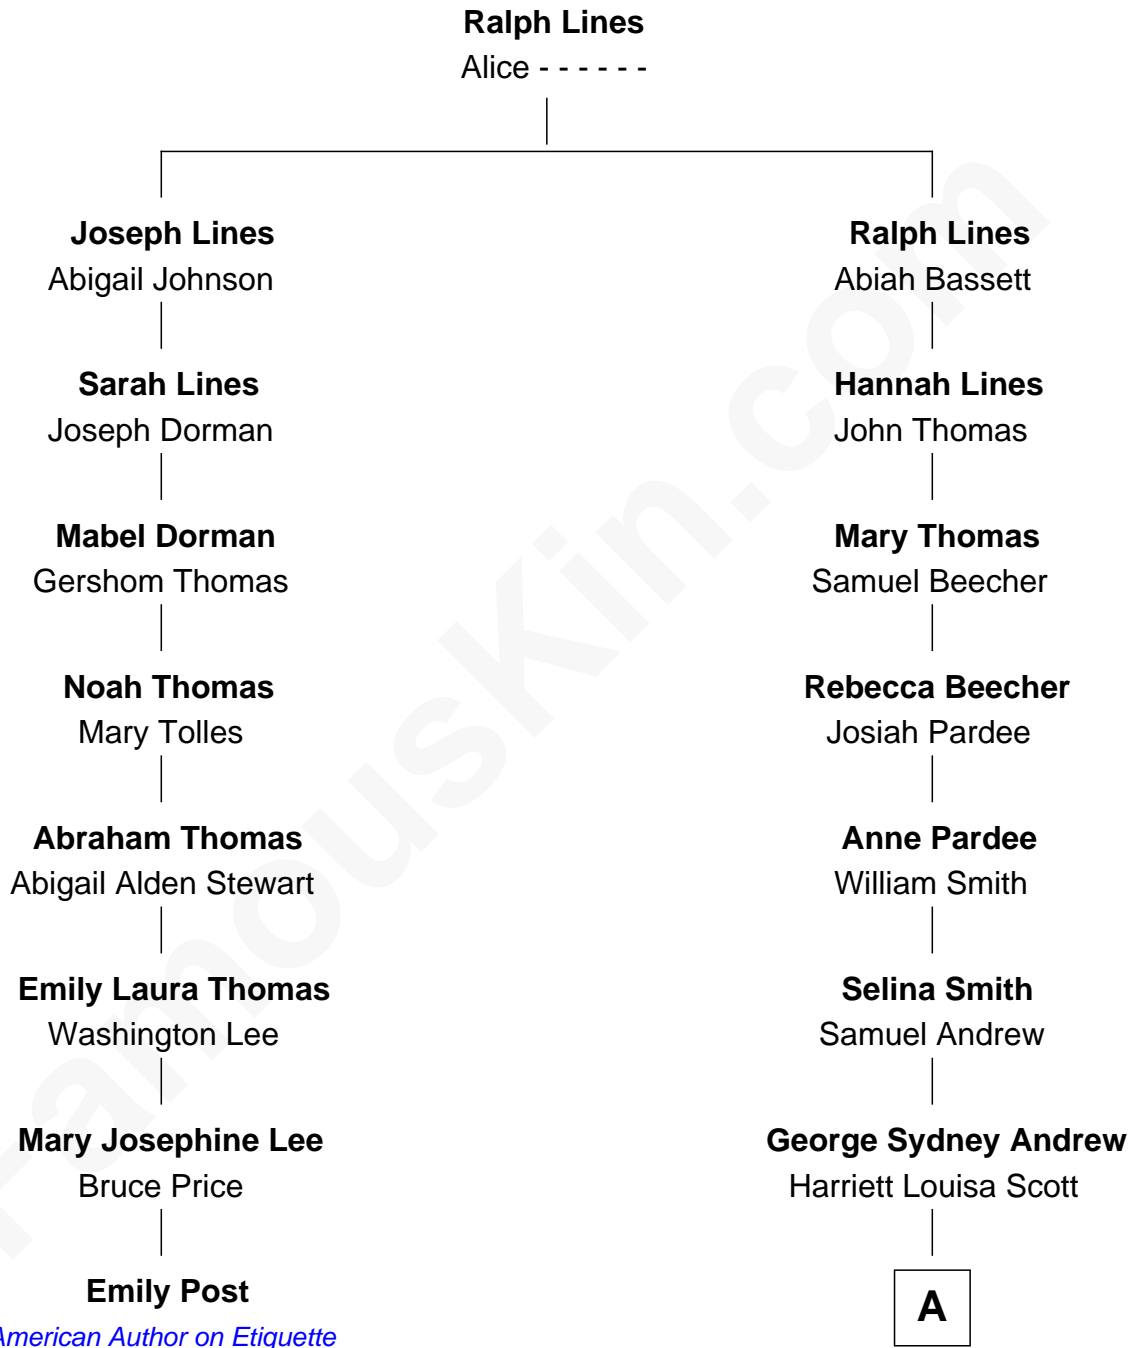 Ralph Lines
Alice - - - - - -
Joseph Lines
Abigail Johnson
Ralph Lines
Abiah Bassett
Sarah Lines
Joseph Dorman
Hannah Lines
John Thomas
Mabel Dorman
Gershom Thomas
Mary Thomas
Samuel Beecher
Noah Thomas
Mary Tolles
Rebecca Beecher
Josiah Pardee
Abraham Thomas
Abigail Alden Stewart
Anne Pardee
William Smith
Emily Laura Thomas
Washington Lee
Selina Smith
Samuel Andrew
Mary Josephine Lee
Bruce Price
George Sydney Andrew
Harriett Louisa Scott
Emily Post
American Author on Etiquette
A
FamousKin.com